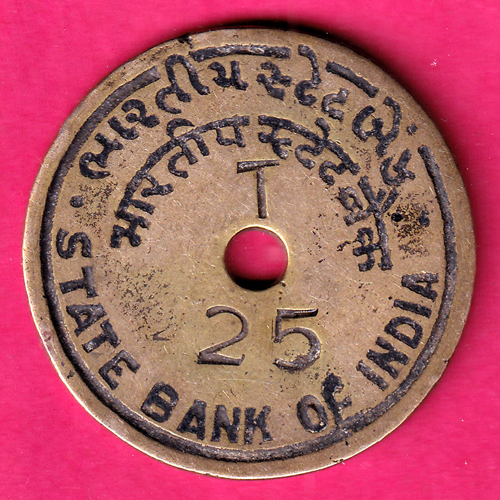 ભારતીય સ્ટેટ બેંક
भारतीय स्टेट बैंक
T
25
STATE BANK OF INDIA